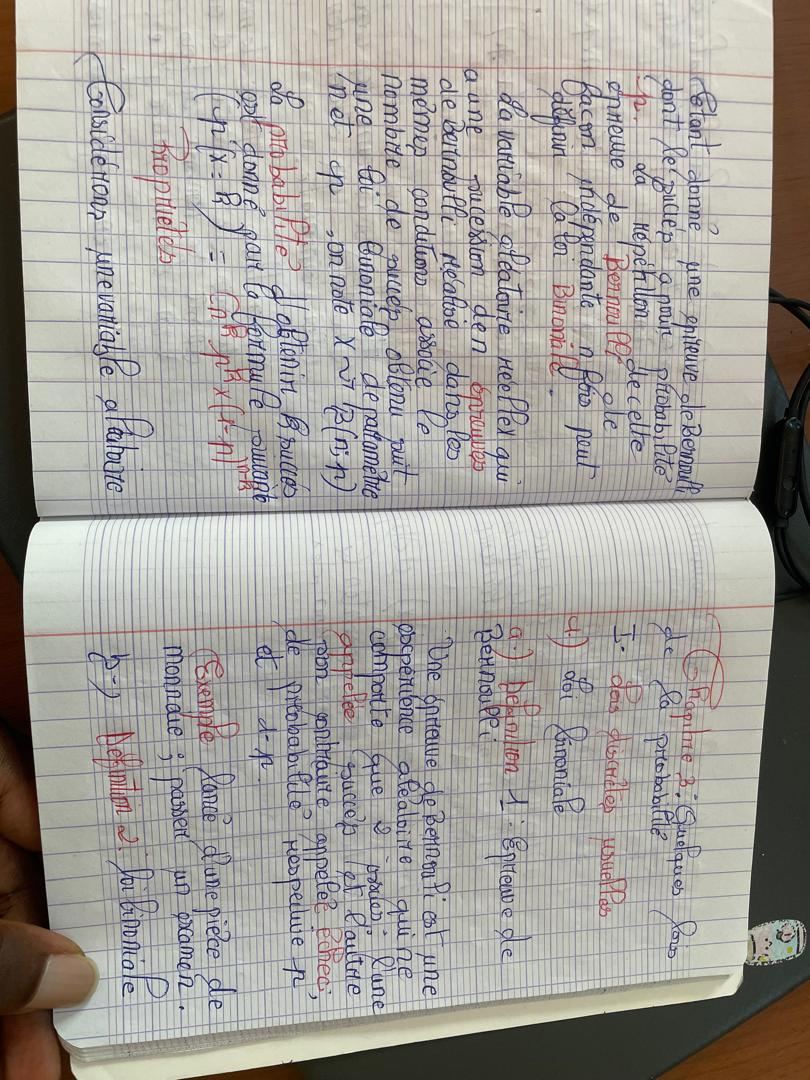 Chapitre 3: Quelques lois
de la probabilité
I- Lois discrètes usuelles
1) Loi binomiale
a) Définition 1: épreuve de
Bernoulli
Une épreuve de Bernoulli est une
expérience aléatoire qui ne
comporte que 2 issues; l'une
appelée succès et l'autre
son contraire appelée échec;
de probabilité respective p
et 1-p.
Exemple lancé d'une pièce de
monnaie; passer un examen.
b-) Définition 2: loi binomiale
Étant donné une épreuve de Bernoulli
dont le succès a pour probabilité
p. La répétition de cette
épreuve de Bernoulli de
façon indépendante n fois peut
définir la loi Binomiale.
La variable aléatoire réelle X qui
a une succession de n épreuves
de Bernoulli réalisé dans les
mêmes conditions associe le
nombre de succès obtenu suit
une loi binomiale de paramètre
n et p, on note X ~ B(n; p)
La probabilité d'obtenir k succès
est donné par la formule suivante
(p(x = k) = C_n^k p^k x (1-p)^{n-k}
Propriétés
Considérons une variable aléatoire